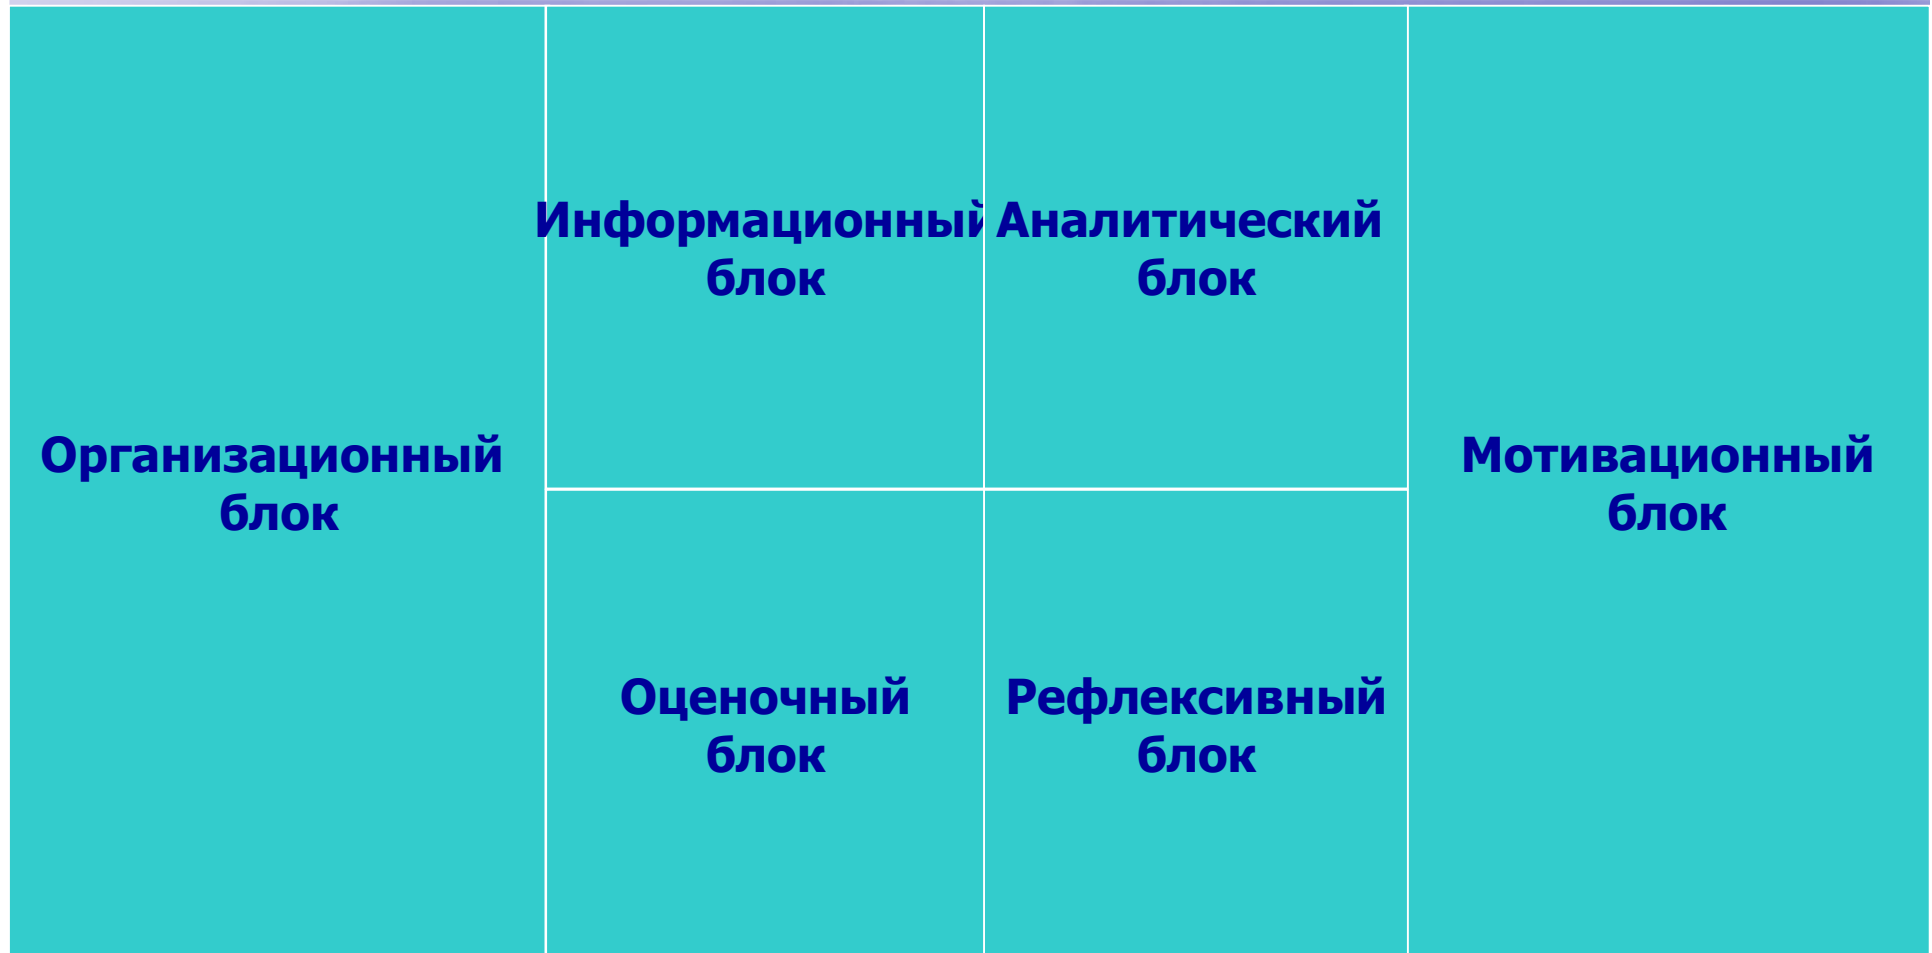 Организационный
блок
Информационный
блок
Аналитический
блок
Оценочный
блок
Рефлексивный
блок
Мотивационный
блок